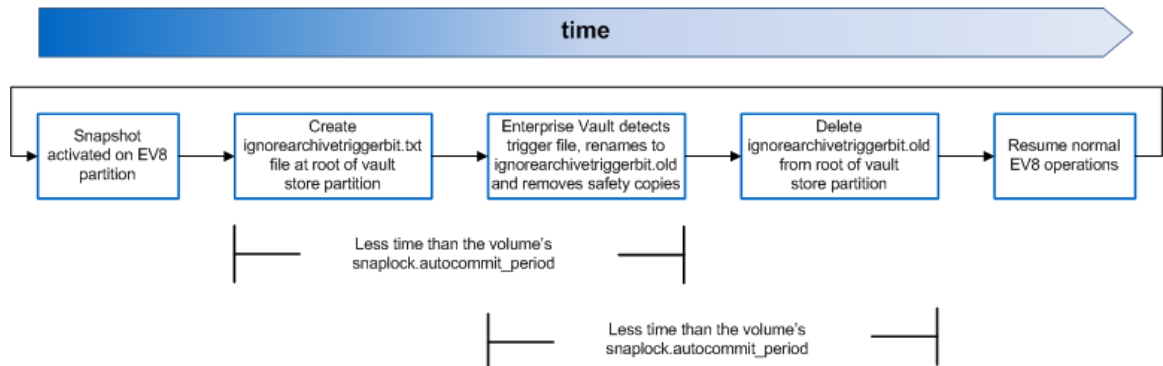 time
Snapshot
activated on EV8
partition
Create
ignorearchivetriggerbit.txt
file at root of vault
store partition
Enterprise Vault detects
trigger file, renames to
ignorearchivetriggerbit.old
and removes safety copies
Delete
ignorearchivetriggerbit.old
from root of vault
store partition
Resume normal
EV8 operations
Less time than the volume's
snaplock.autocommit_period
Less time than the volume's
snaplock.autocommit_period